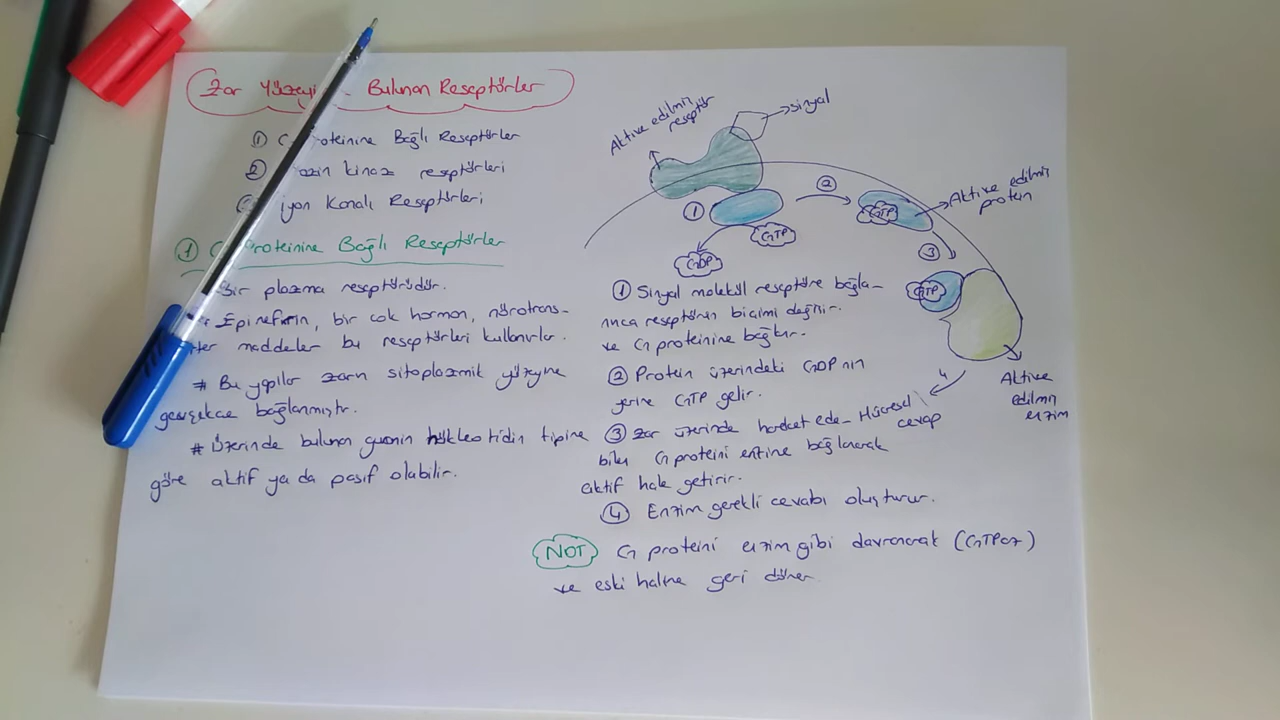 Zar Yüzeyi Bulunan Reseptörler
① Proteinine Bağlı Reseptörler
② kinaz reseptörleri
iyon Kanalı Reseptörleri
① Proteinine Bağlı Reseptörler
Bir plazma reseptörüdür.
Epinefrin, bir çok hormon, nörotrans-
maddeler bu reseptörleri kullanırlar.
# Bu yapılar zarın sitoplazmik yüzeyine
gevşekçe bağlanmıştır.
# Üzerinde bulunan guanin nükleotidin tipine
göre aktif ya da pasif olabilir.
Aktive edilmiş
reseptör
sinyal
①
GDP
GTP
②
GTP
Aktive edilmiş
protein
③
GTP
Aktive
edilmiş
enzim
4
Hücresel
cevap
① Sinyal molekül reseptöre bağla-
nınca reseptörün biçimi değişir.
ve G proteinine bağlanır.
② Protein üzerindeki GDP nin
yerine GTP gelir.
③ Zar üzerinde hareket ede-
bilen G proteini enzime bağlanarak
aktif hale getirir.
④ Enzim gerekli cevabı oluşturur.
NOT G proteini enzim gibi davranarak (GTPaz)
ve eski haline geri döner.